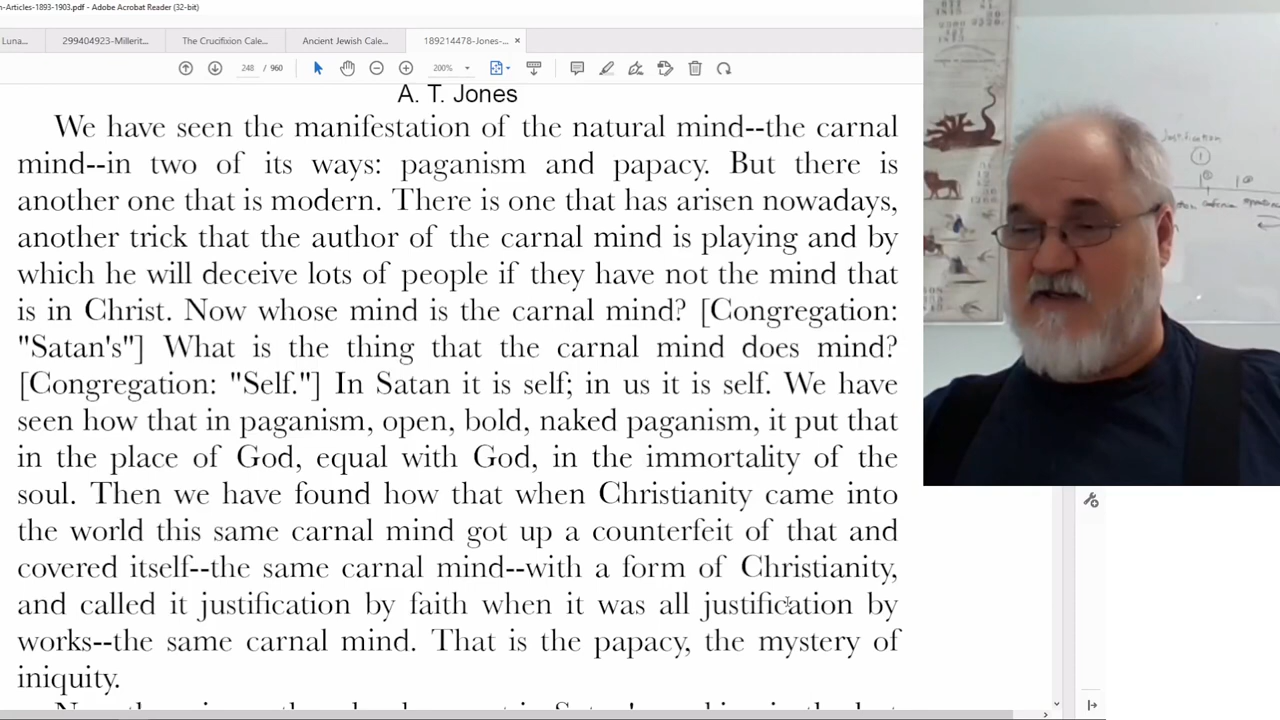 n-Articles-1893-1903.pdf - Adobe Acrobat Reader (32-bit)
Luna... 299404923-Millerit... The Crucifixion Cale... Ancient Jewish Cale... 189214478-Jones-... ×
248 / 960 200%
A. T. Jones
We have seen the manifestation of the natural mind--the carnal
mind--in two of its ways: paganism and papacy. But there is
another one that is modern. There is one that has arisen nowadays,
another trick that the author of the carnal mind is playing and by
which he will deceive lots of people if they have not the mind that
is in Christ. Now whose mind is the carnal mind? [Congregation:
"Satan's"] What is the thing that the carnal mind does mind?
[Congregation: "Self."] In Satan it is self; in us it is self. We have
seen how that in paganism, open, bold, naked paganism, it put that
in the place of God, equal with God, in the immortality of the
soul. Then we have found how that when Christianity came into
the world this same carnal mind got up a counterfeit of that and
covered itself--the same carnal mind--with a form of Christianity,
and called it justification by faith when it was all justification by
works--the same carnal mind. That is the papacy, the mystery of
iniquity.
Justification
1